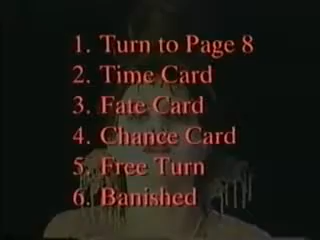 1. Turn to Page 8
2. Time Card
3. Fate Card
4. Chance Card
5. Free Turn
6. Banished